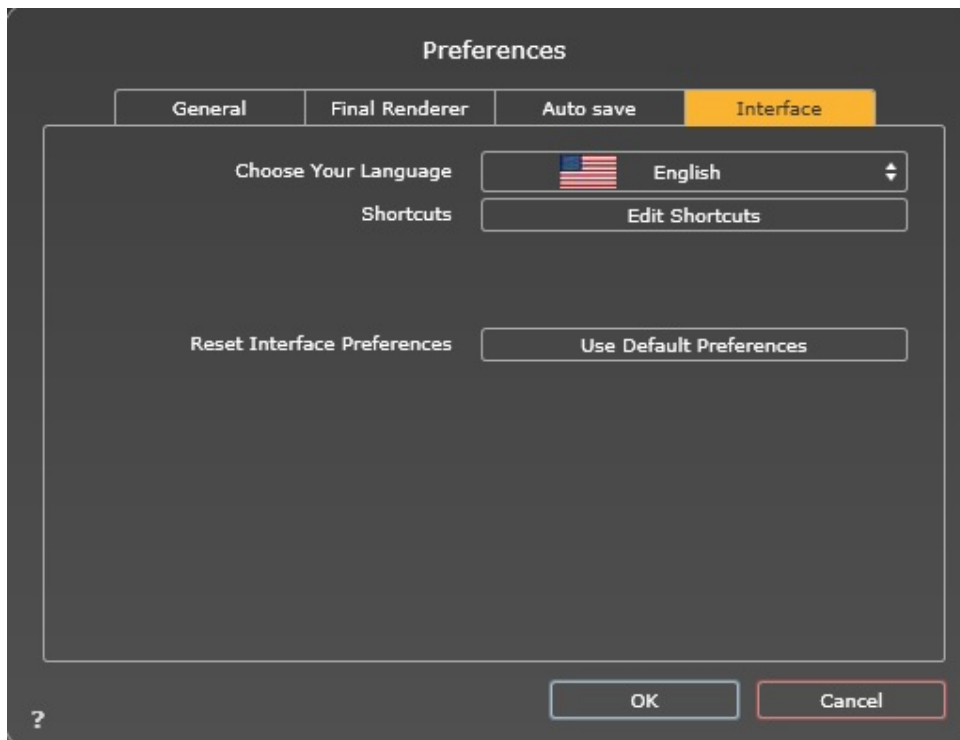 Preferences
General Final Renderer Auto save Interface
Choose Your Language English
Shortcuts Edit Shortcuts
Reset Interface Preferences Use Default Preferences
OK Cancel
?